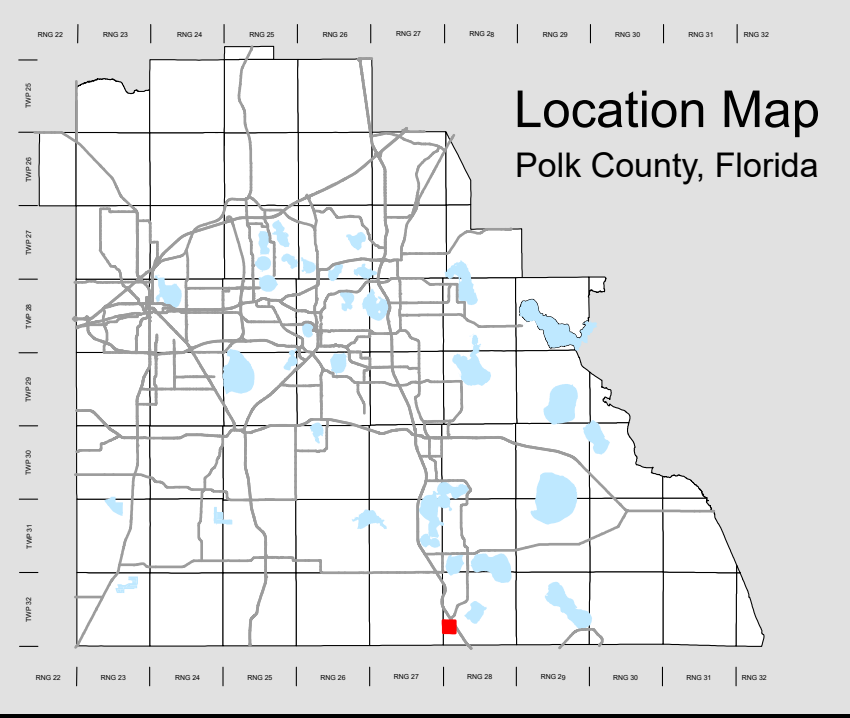 RNG 22 RNG 23 RNG 24 RNG 25 RNG 26 RNG 27 RNG 28 RNG 29 RNG 30 RNG 31 RNG 32
TWP 25
Location Map
TWP 26
Polk County, Florida
TWP 27
TWP 28
TWP 29
TWP 30
TWP 31
TWP 32
RNG 22 RNG 23 RNG 24 RNG 25 RNG 26 RNG 27 RNG 28 RNG 29 RNG 30 RNG 31 RNG 32